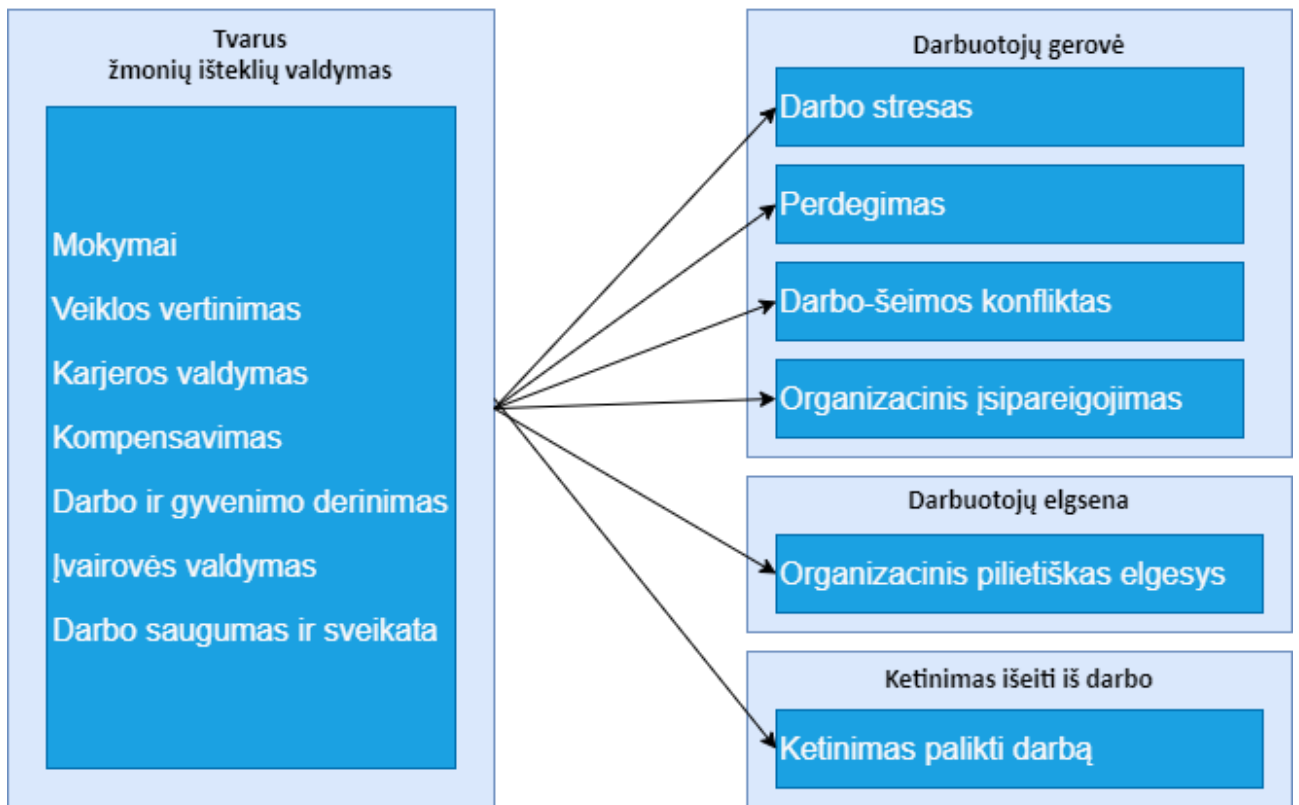 Tvarus
žmonių išteklių valdymas
Mokymai
Veiklos vertinimas
Karjeros valdymas
Kompensavimas
Darbo ir gyvenimo derinimas
Įvairovės valdymas
Darbo saugumas ir sveikata
Darbuotojų gerovė
Darbo stresas
Perdegimas
Darbo-šeimos konfliktas
Organizacinis įsipareigojimas
Darbuotojų elgsena
Organizacinis pilietiškas elgesys
Ketinimas išeiti iš darbo
Ketinimas palikti darbą